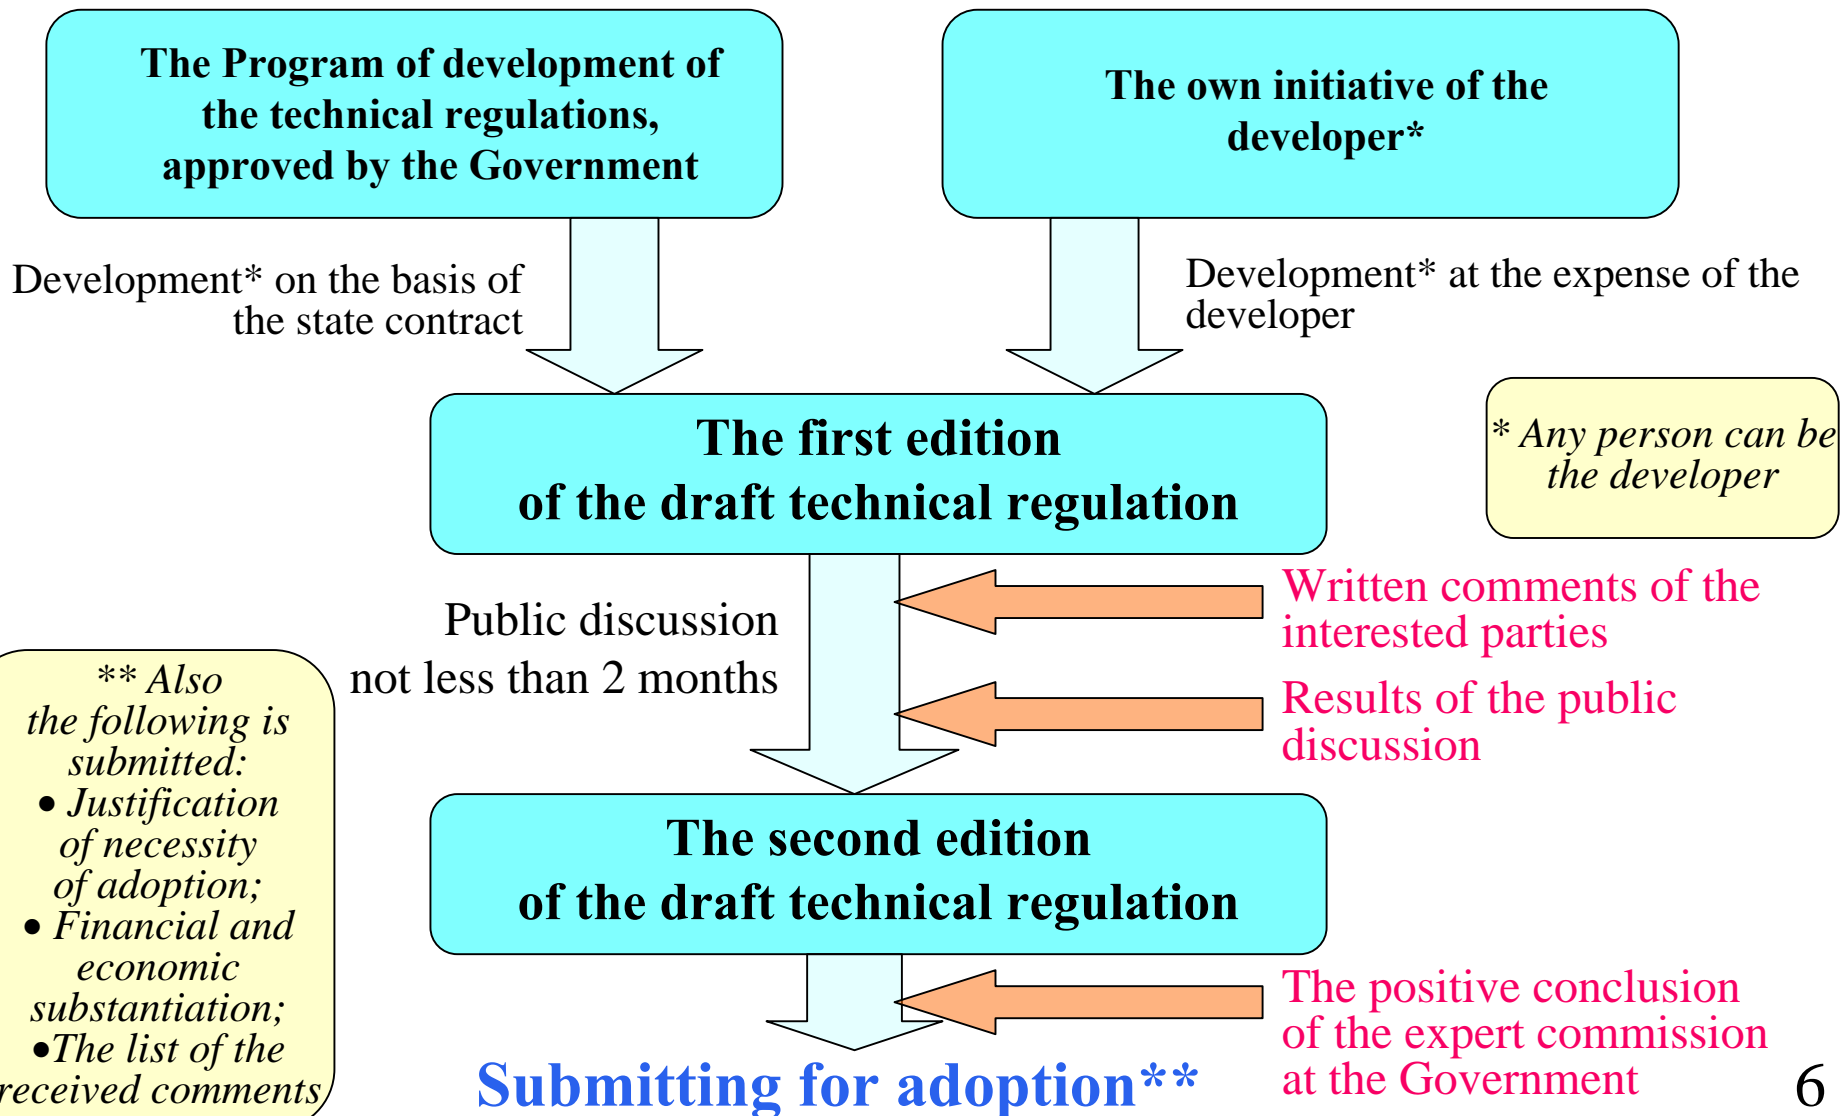 The Program of development of
the technical regulations,
approved by the Government
The own initiative of the
developer*
Development* on the basis of
the state contract
Development* at the expense of the
developer
The first edition
of the draft technical regulation
* Any person can be
the developer
Public discussion
not less than 2 months
Written comments of the
interested parties
Results of the public
discussion
** Also
the following is
submitted:
• Justification
of necessity
of adoption;
• Financial and
economic
substantiation;
•The list of the
received comments
The second edition
of the draft technical regulation
The positive conclusion
of the expert commission
at the Government
Submitting for adoption**
6